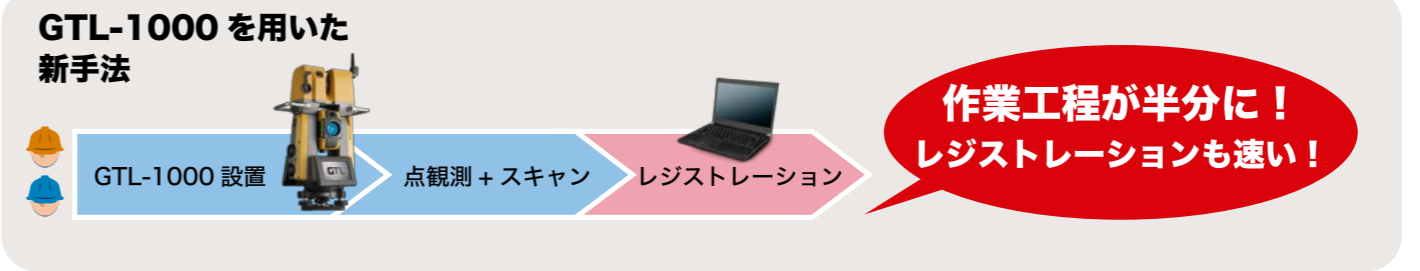 GTL-1000 を用いた
新手法
GTL-1000 設置
GTL
点観測 + スキャン
レジストレーション
作業工程が半分に！
レジストレーションも速い！